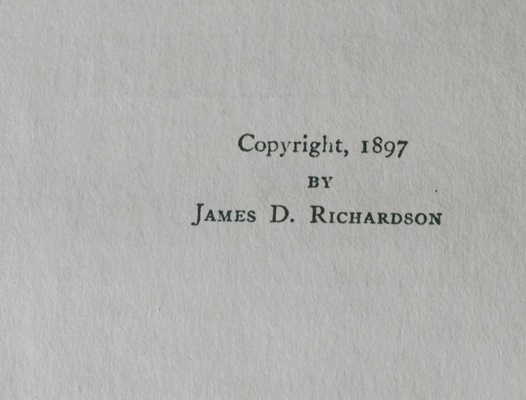 Copyright, 1897
BY
James D. Richardson